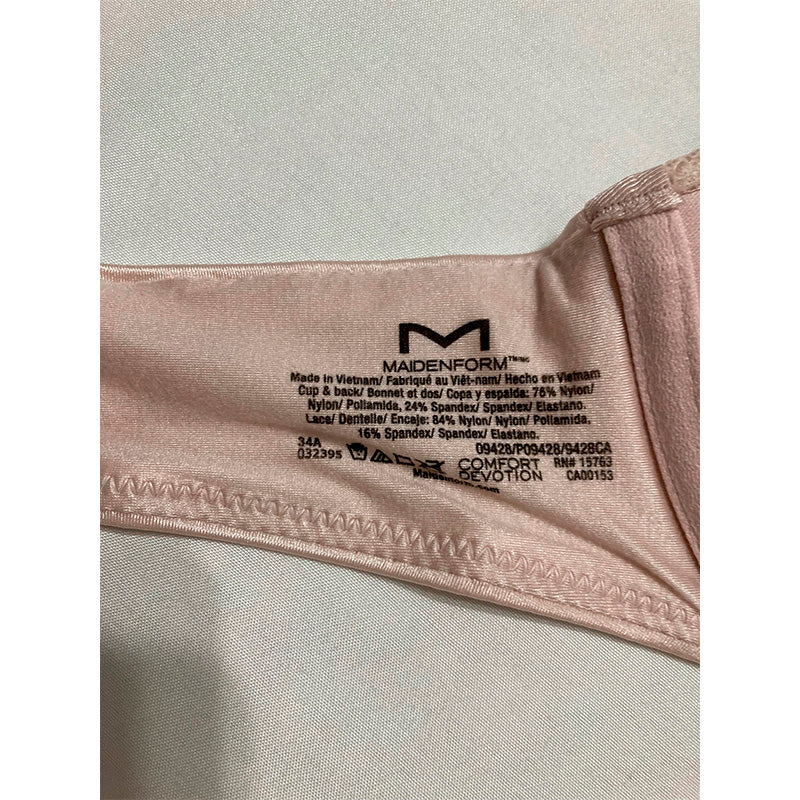 M
MAIDENFORM™
Made in Vietnam/ Fabriqué au Viêt-nam/ Hecho en Vietnam
Cup & back/ Bonnet et dos/ Copa y espalda: 76% Nylon/
Nylon/ Poliamida, 24% Spandex/ Spandex/ Elastano.
Lace/ Dentelle/ Encaje: 84% Nylon/ Nylon/ Poliamida,
16% Spandex/ Spandex/ Elastano.
34A 09428/P09428/9428CA
032395 COMFORT RN# 15763
DEVOTION CA00153
Maidenform.com